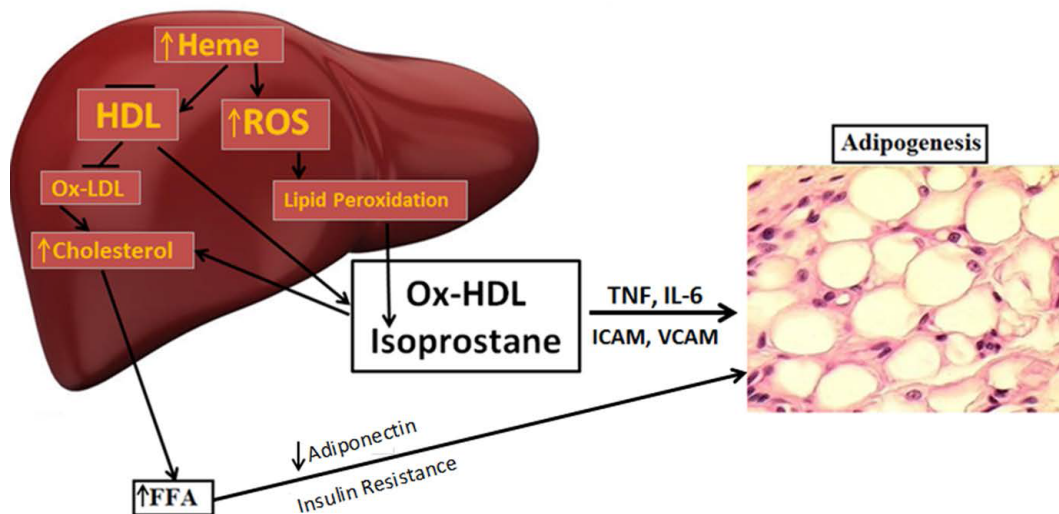 ↑Heme
HDL
↑ROS
Ox-LDL
Lipid Peroxidation
↑Cholesterol
Ox-HDL
Isoprostane
TNF, IL-6
ICAM, VCAM
Adipogenesis
↓Adiponectin
Insulin Resistance
↑FFA